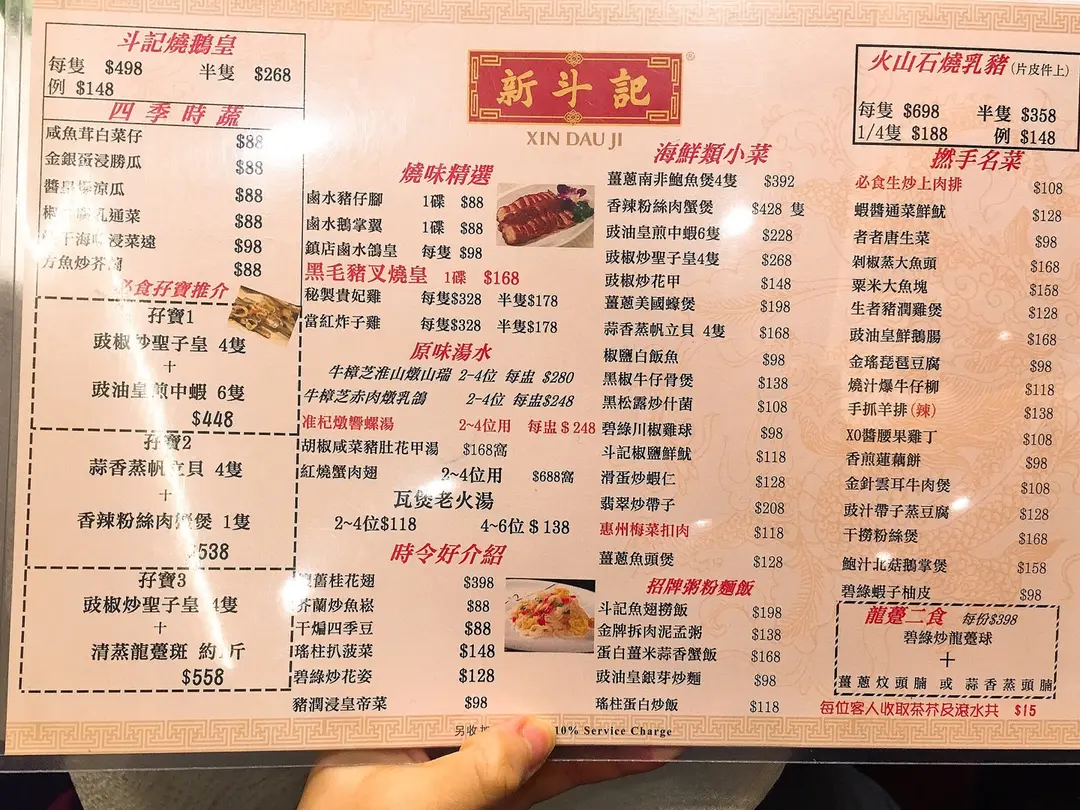 斗記燒鵝皇
每隻 $498 半隻 $268
例 $148
四季時蔬
咸魚茸白菜仔 $88
金銀蛋浸勝瓜 $88
涼瓜 $88
通菜 $88
浸菜遠 $98
方魚炒芥蘭 $88
必食孖寶推介
孖寶1
豉椒炒聖子皇 4隻
+
豉油皇煎中蝦 6隻
$448
孖寶2
蒜香蒸帆立貝 4隻
+
香辣粉絲肉蟹煲 1隻
$538
孖寶3
豉椒炒聖子皇 4隻
+
清蒸龍躉斑 約1斤
$558
新斗記
®
XIN DAU JI
燒味精選
鹵水豬仔腳 1碟 $88
鹵水鵝掌翼 1碟 $88
鎮店鹵水鴿皇 每隻 $98
黑毛豬叉燒皇 1碟 $168
秘製貴妃雞 每隻$328 半隻$178
當紅炸子雞 每隻$328 半隻$178
原味湯水
牛樟芝淮山燉山瑞 2-4位 每盅 $280
牛樟芝赤肉燉乳鴿 2-4位 每盅$248
准杞燉響螺湯 2~4位用 每盅 $ 248
胡椒咸菜豬肚花甲湯 $168窩
紅燒蟹肉翅 2~4位用 $688窩
瓦煲老火湯
2~4位$118 4~6位 $ 138
時令好介紹
舊桂花翅 $398
芥蘭炒魚崧 $88
干煸四季豆 $88
瑤柱扒菠菜 $148
碧綠炒花姿 $128
豬潤浸皇帝菜 $98
海鮮類小菜
薑蔥南非鮑魚煲4隻 $392
香辣粉絲肉蟹煲 $428 隻
豉油皇煎中蝦6隻 $228
豉椒炒聖子皇4隻 $268
豉椒炒花甲 $148
薑蔥美國蠔煲 $198
蒜香蒸帆立貝 4隻 $168
椒鹽白飯魚 $98
黑椒牛仔骨煲 $138
黑松露炒什菌 $108
碧綠川椒雞球 $98
斗記椒鹽鮮魷 $118
滑蛋炒蝦仁 $128
翡翠炒帶子 $208
惠州梅菜扣肉 $118
薑蔥魚頭煲 $128
招牌粥粉麵飯
斗記魚翅撈飯 $198
金牌拆肉泥孟粥 $138
蛋白薑米蒜香蟹飯 $168
豉油皇銀芽炒麵 $98
瑤柱蛋白炒飯 $118
火山石燒乳豬(片皮件上)
每隻 $698 半隻 $358
1/4隻 $188 例 $148
撚手名菜
必食生炒上肉排 $108
蝦醬通菜鮮魷 $128
者者唐生菜 $98
剁椒蒸大魚頭 $168
粟米大魚塊 $158
生者豬潤雞煲 $128
豉油皇鮮鵝腸 $168
金瑤琵琶豆腐 $98
燒汁爆牛仔柳 $118
手抓羊排(辣) $138
XO醬腰果雞丁 $108
香煎蓮藕餅 $98
金針雲耳牛肉煲 $108
豉汁帶子蒸豆腐 $128
干撈粉絲煲 $168
鮑汁北菇鵝掌煲 $158
碧綠蝦子柚皮 $98
龍躉二食 每份$398
碧綠炒龍躉球
+
薑蔥炆頭腩 或 蒜香蒸頭腩
每位客人收取茶芥及滾水共 $15
另收 10% Service Charge